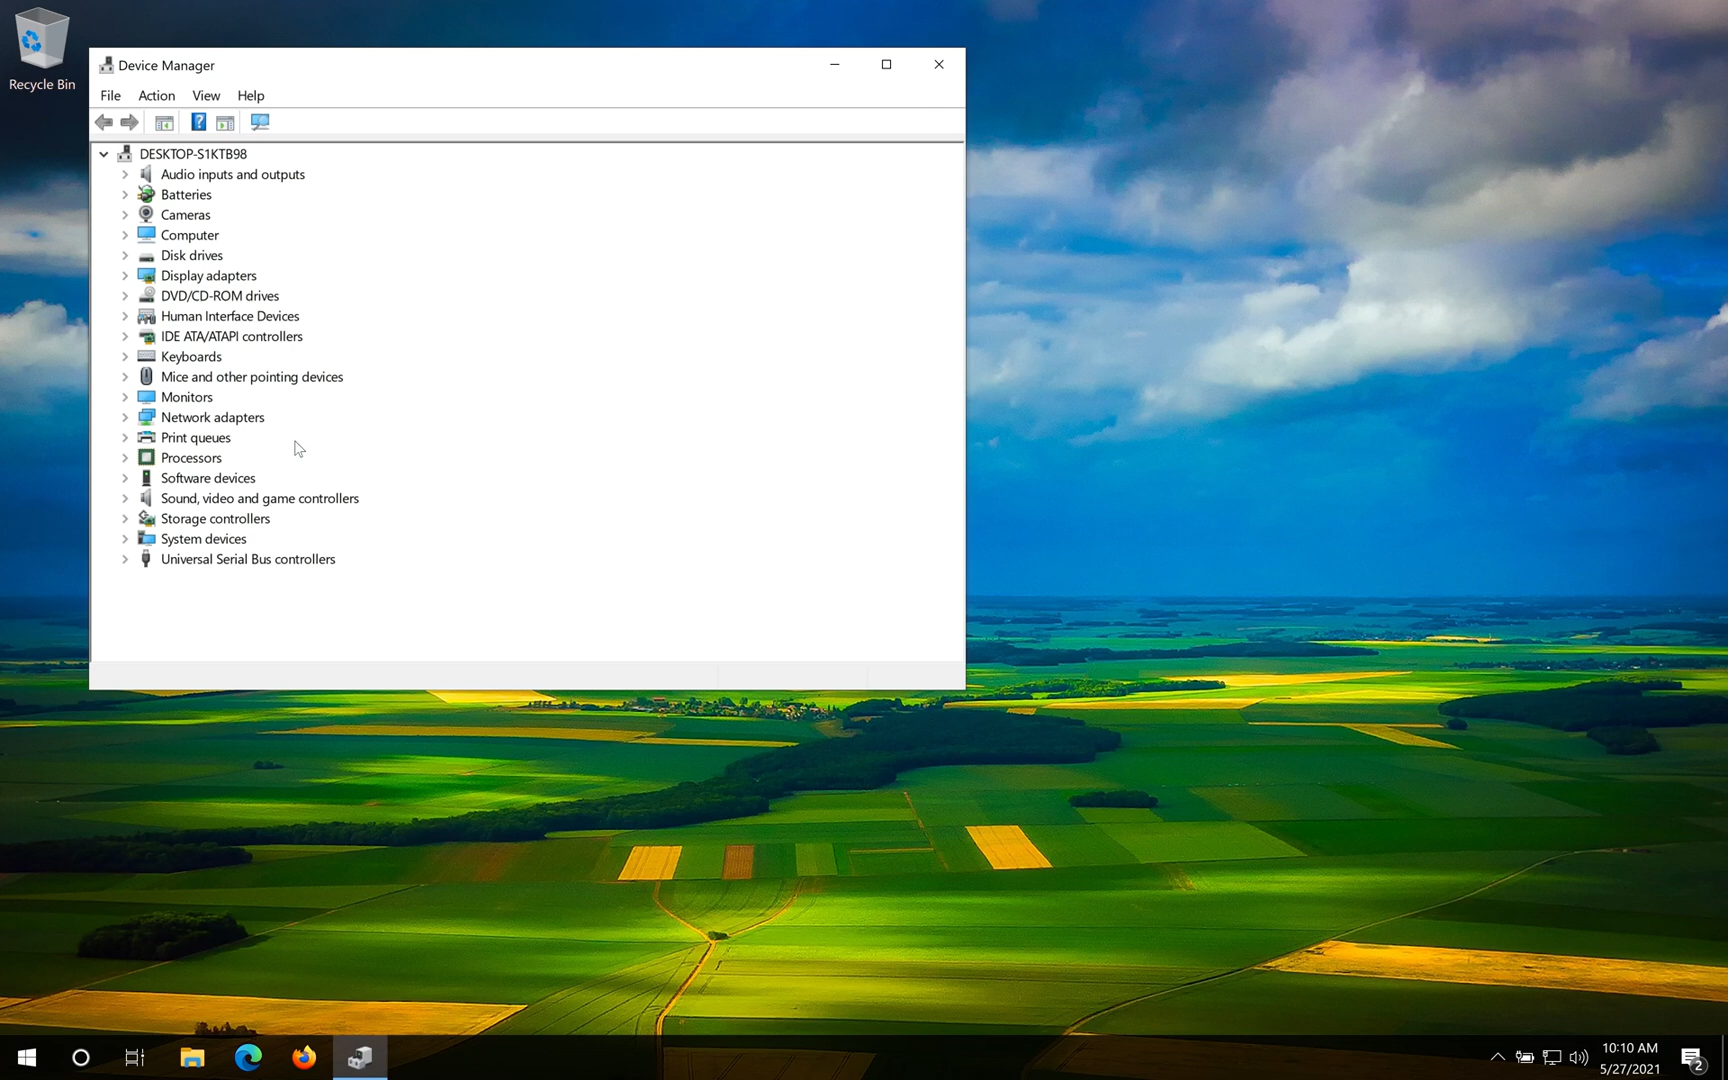 Recycle Bin
Device Manager
File Action View Help
DESKTOP-S1KTB98
Audio inputs and outputs
Batteries
Cameras
Computer
Disk drives
Display adapters
DVD/CD-ROM drives
Human Interface Devices
IDE ATA/ATAPI controllers
Keyboards
Mice and other pointing devices
Monitors
Network adapters
Print queues
Processors
Software devices
Sound, video and game controllers
Storage controllers
System devices
Universal Serial Bus controllers
10:10 AM
5/27/2021
2